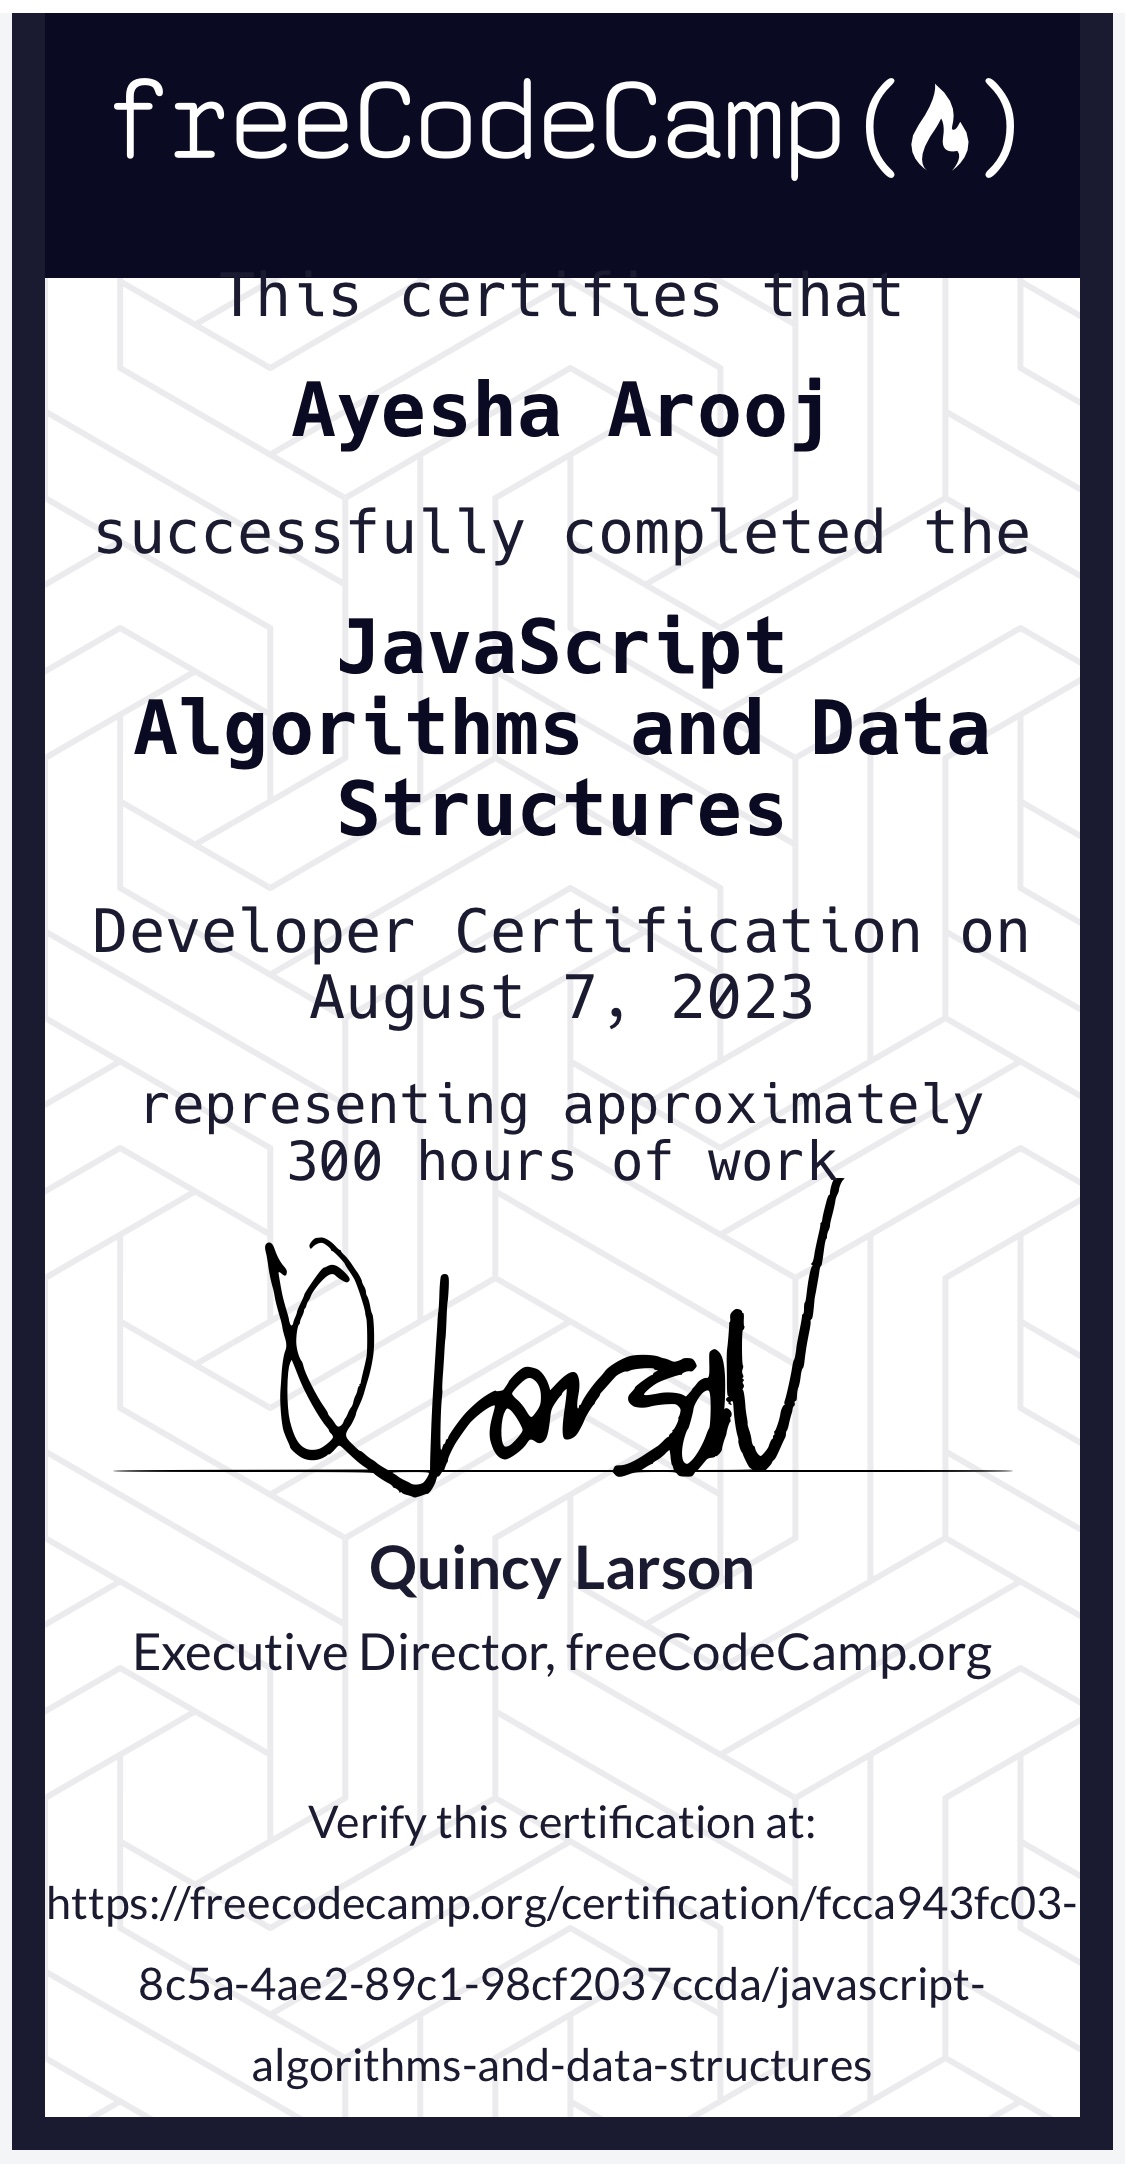 freeCodeCamp
This certifies that
Ayesha Arooj
successfully completed the
JavaScript
Algorithms and Data
Structures
Developer Certification on
August 7, 2023
representing approximately
300 hours of work
Q Larson
Quincy Larson
Executive Director, freeCodeCamp.org
Verify this certification at:
https://freecodecamp.org/certification/fcca943fc03-
8c5a-4ae2-89c1-98cf2037ccda/javascript-
algorithms-and-data-structures